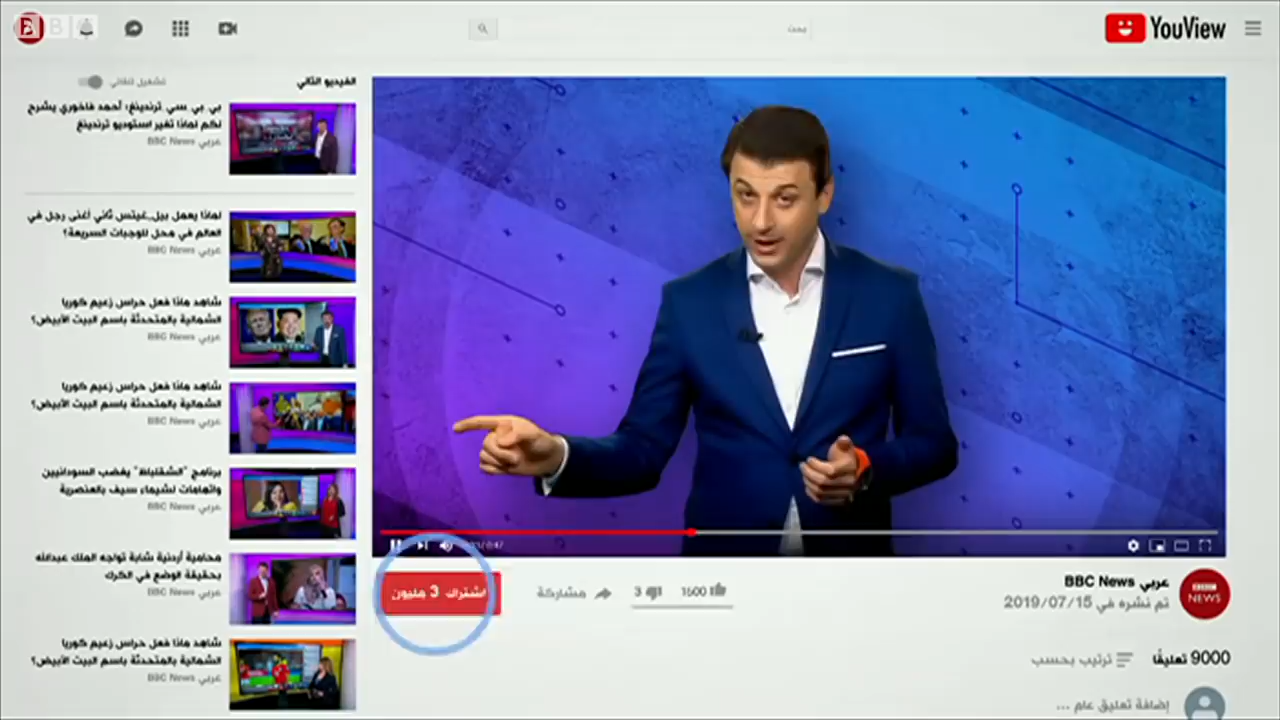 YouView
بحث
الفيديو التالي
تشغيل تلقائي
بي. بي. سي. ترندينغ: أحمد فاخوري يشرح
لكم لماذا تغير استوديو ترندينغ
عربي BBC News
لماذا يعمل بيل غيتس ثاني أغنى رجل في
العالم في محل للوجبات السريعة؟
عربي BBC News
شاهد ماذا فعل حراس زعيم كوريا
الشمالية بالمتحدثة باسم البيت الأبيض؟
عربي BBC News
شاهد ماذا فعل حراس زعيم كوريا
الشمالية بالمتحدثة باسم البيت الأبيض؟
عربي BBC News
برنامج "الشقلباظ" يغضب السودانيين
واتهامات لشيماء سيف بالعنصرية
عربي BBC News
محامية أردنية شابة تواجه الملك عبدالله
بحقيقة الوضع في الكرك
عربي BBC News
شاهد ماذا فعل حراس زعيم كوريا
الشمالية بالمتحدثة باسم البيت الأبيض؟
عربي BBC News
اشتراك 3 مليون
مشاركة
3
1600
عربي BBC News
تم نشره في 2019/07/15
BBC
NEWS
9000 تعليقًا
ترتيب بحسب
إضافة تعليق عام ...